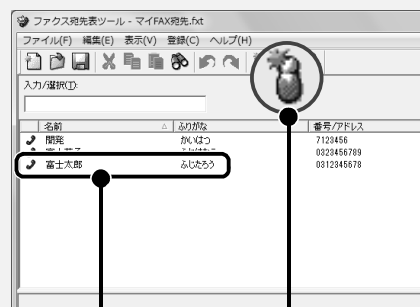 ファクス宛先表ツール - マイFAX宛先.fxt
ファイル(F) 編集(E) 表示(V) 登録(C) ヘルプ(H)
入力/選択(I):
名前 ふりがな 番号/アドレス
開発 かいはつ 7123456
0323456789
富士太郎 ふじたろう 0312345678